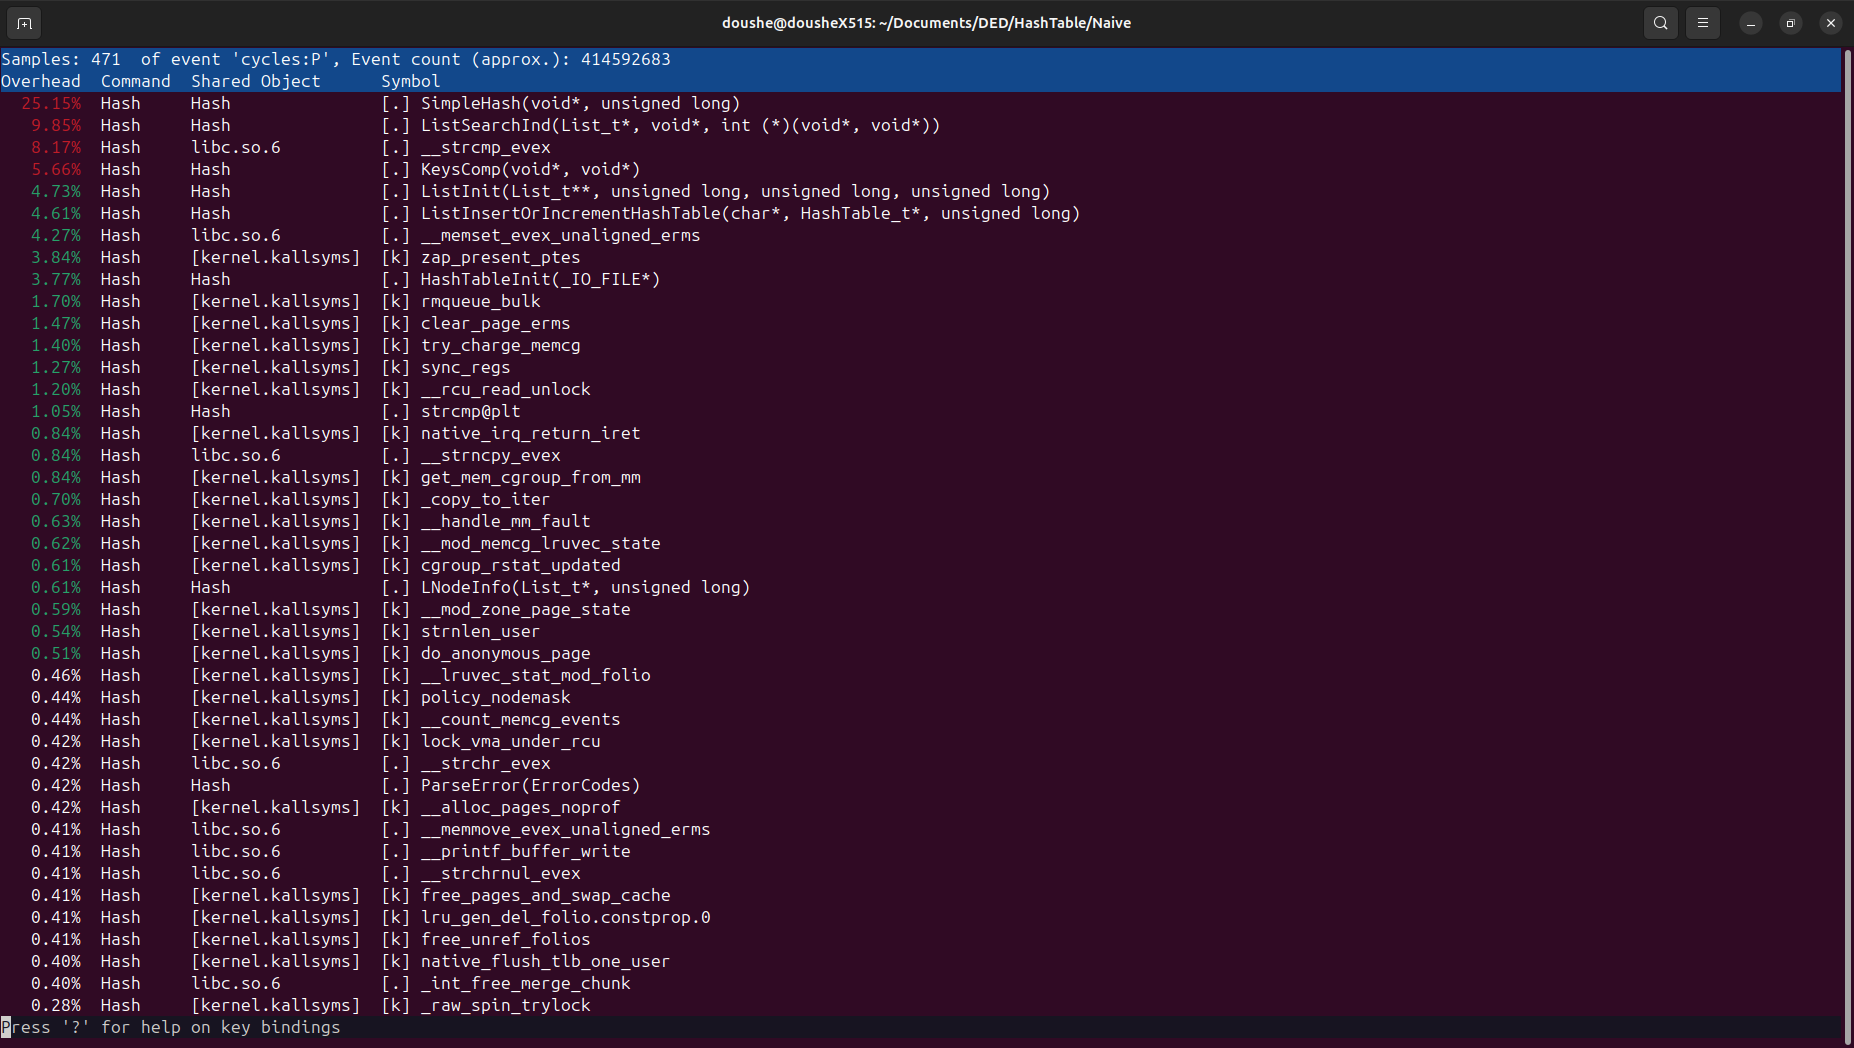 doushe@dousheX515: ~/Documents/DED/HashTable/Naive
Samples: 471  of event 'cycles:P', Event count (approx.): 414592683
Overhead  Command  Shared Object      Symbol
25.15%  Hash     Hash               [.] SimpleHash(void*, unsigned long)
9.85%  Hash     Hash               [.] ListSearchInd(List_t*, void*, int (*)(void*, void*))
8.17%  Hash     libc.so.6          [.] __strcmp_evex
5.66%  Hash     Hash               [.] KeysComp(void*, void*)
4.73%  Hash     Hash               [.] ListInit(List_t**, unsigned long, unsigned long, unsigned long)
4.61%  Hash     Hash               [.] ListInsertOrIncrementHashTable(char*, HashTable_t*, unsigned long)
4.27%  Hash     libc.so.6          [.] __memset_evex_unaligned_erms
3.84%  Hash     [kernel.kallsyms]  [k] zap_present_ptes
3.77%  Hash     Hash               [.] HashTableInit(_IO_FILE*)
1.70%  Hash     [kernel.kallsyms]  [k] rmqueue_bulk
1.47%  Hash     [kernel.kallsyms]  [k] clear_page_erms
1.40%  Hash     [kernel.kallsyms]  [k] try_charge_memcg
1.27%  Hash     [kernel.kallsyms]  [k] sync_regs
1.20%  Hash     [kernel.kallsyms]  [k] __rcu_read_unlock
1.05%  Hash     Hash               [.] strcmp@plt
0.84%  Hash     [kernel.kallsyms]  [k] native_irq_return_iret
0.84%  Hash     libc.so.6          [.] __strncpy_evex
0.84%  Hash     [kernel.kallsyms]  [k] get_mem_cgroup_from_mm
0.70%  Hash     [kernel.kallsyms]  [k] _copy_to_iter
0.63%  Hash     [kernel.kallsyms]  [k] __handle_mm_fault
0.62%  Hash     [kernel.kallsyms]  [k] __mod_memcg_lruvec_state
0.61%  Hash     [kernel.kallsyms]  [k] cgroup_rstat_updated
0.61%  Hash     Hash               [.] LNodeInfo(List_t*, unsigned long)
0.59%  Hash     [kernel.kallsyms]  [k] __mod_zone_page_state
0.54%  Hash     [kernel.kallsyms]  [k] strnlen_user
0.51%  Hash     [kernel.kallsyms]  [k] do_anonymous_page
0.46%  Hash     [kernel.kallsyms]  [k] __lruvec_stat_mod_folio
0.44%  Hash     [kernel.kallsyms]  [k] policy_nodemask
0.44%  Hash     [kernel.kallsyms]  [k] __count_memcg_events
0.42%  Hash     [kernel.kallsyms]  [k] lock_vma_under_rcu
0.42%  Hash     libc.so.6          [.] __strchr_evex
0.42%  Hash     Hash               [.] ParseError(ErrorCodes)
0.42%  Hash     [kernel.kallsyms]  [k] __alloc_pages_noprof
0.41%  Hash     libc.so.6          [.] __memmove_evex_unaligned_erms
0.41%  Hash     libc.so.6          [.] __printf_buffer_write
0.41%  Hash     libc.so.6          [.] __strchrnul_evex
0.41%  Hash     [kernel.kallsyms]  [k] free_pages_and_swap_cache
0.41%  Hash     [kernel.kallsyms]  [k] lru_gen_del_folio.constprop.0
0.41%  Hash     [kernel.kallsyms]  [k] free_unref_folios
0.40%  Hash     [kernel.kallsyms]  [k] native_flush_tlb_one_user
0.40%  Hash     libc.so.6          [.] _int_free_merge_chunk
0.28%  Hash     [kernel.kallsyms]  [k] _raw_spin_trylock
Press '?' for help on key bindings